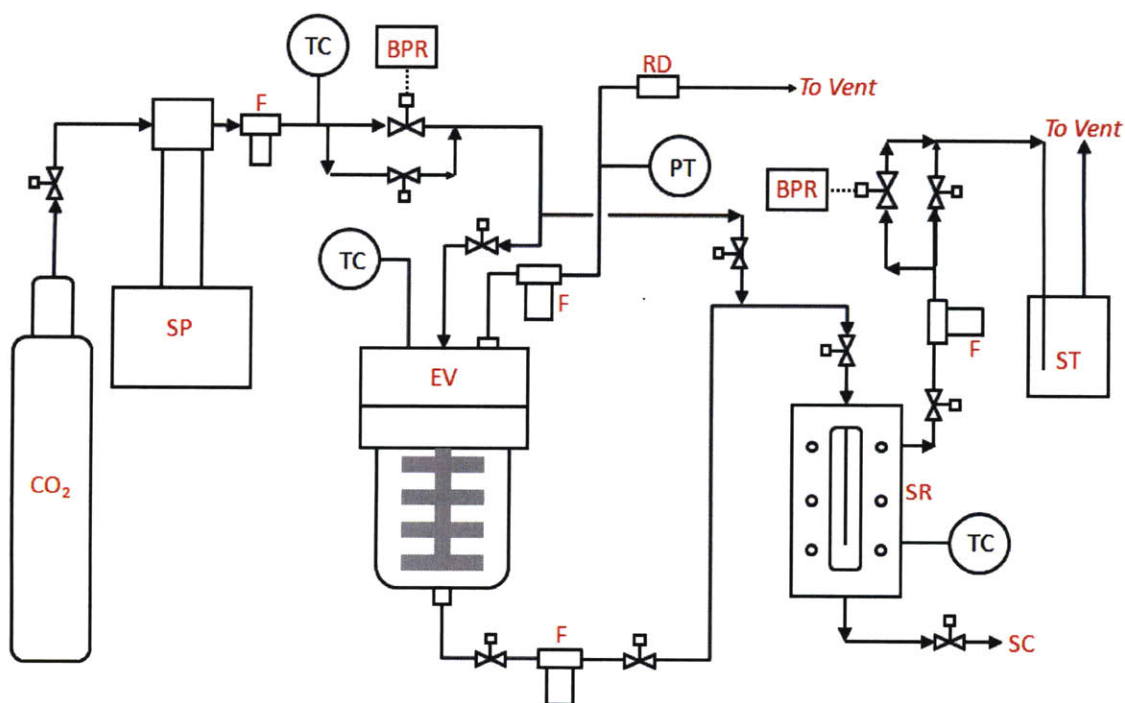 TC
BPR
RD
To Vent
F
To Vent
PT
BPR
TC
F
SP
F
ST
EV
CO₂
SR
TC
F
SC